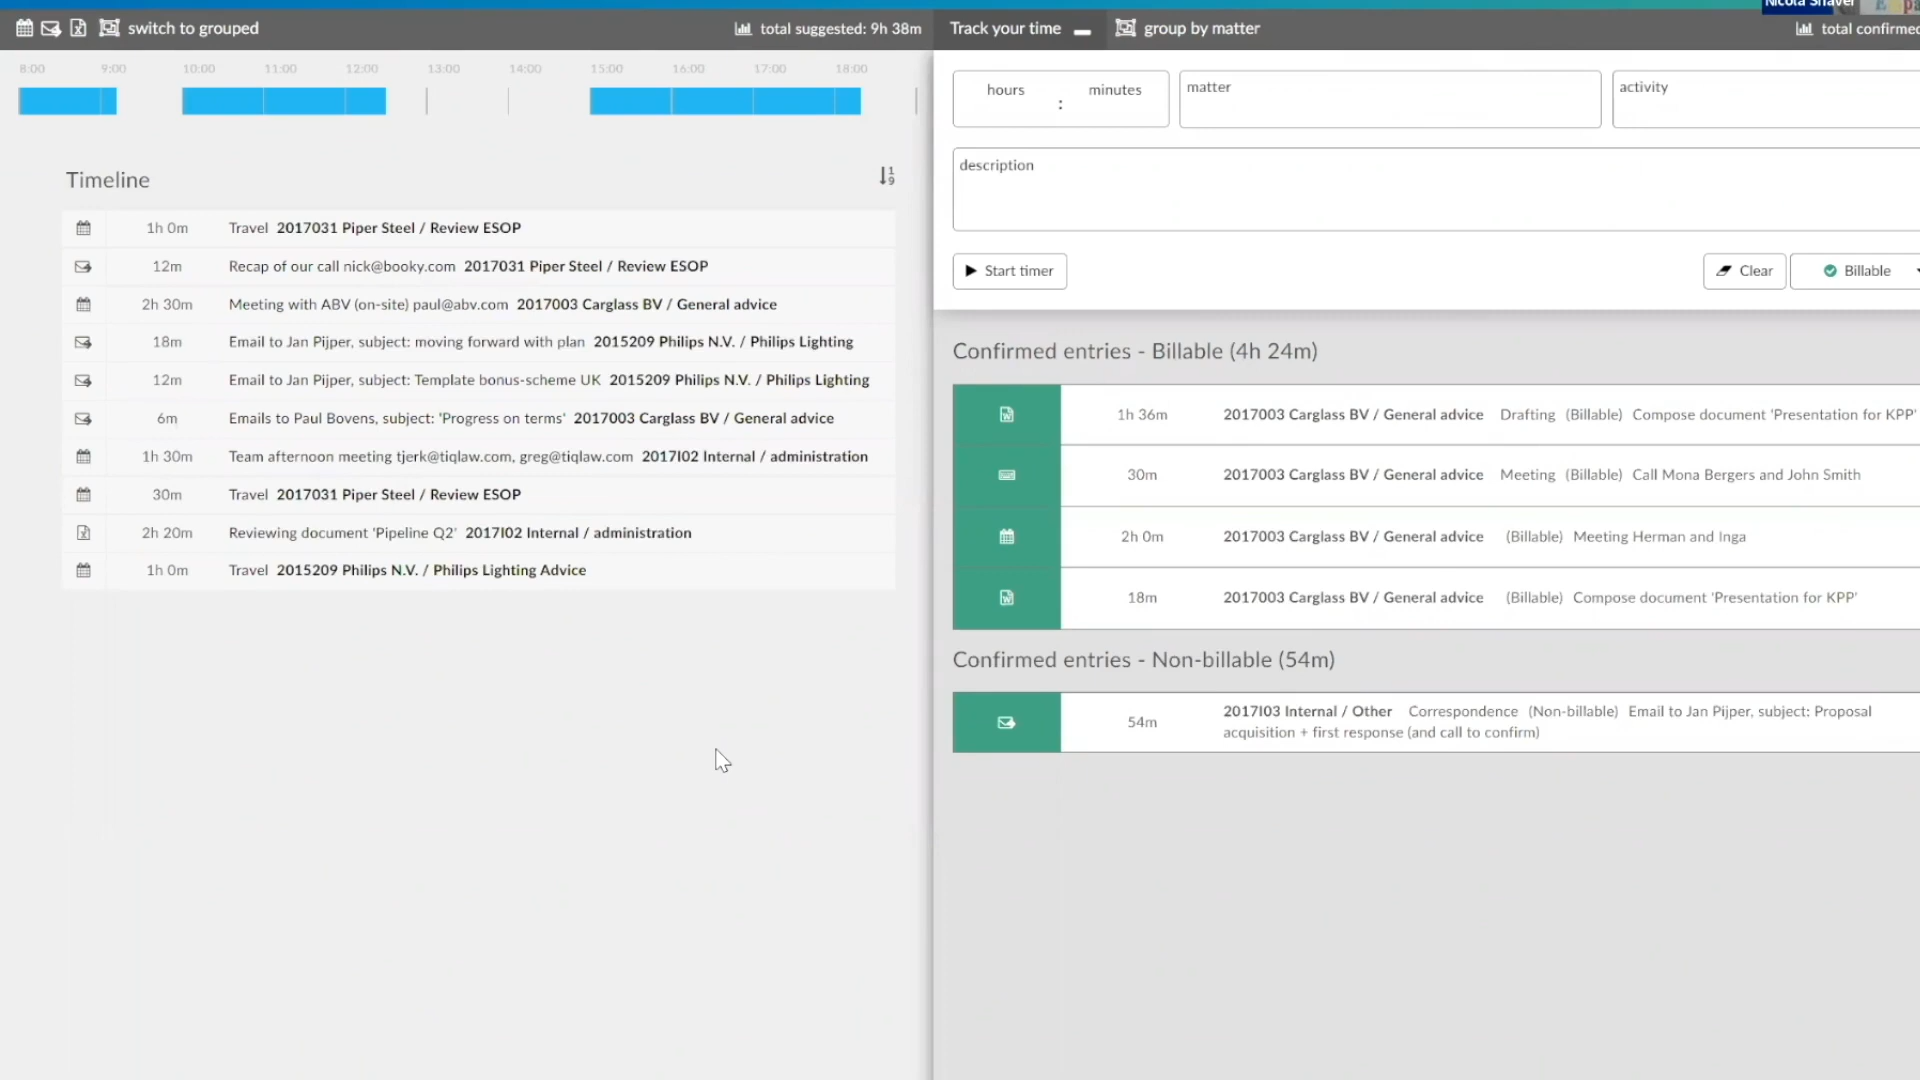 Nicola Shaver
switch to grouped
total suggested: 9h 38m
Track your time
group by matter
total confirmed
8:00 9:00 10:00 11:00 12:00 13:00 14:00 15:00 16:00 17:00 18:00
hours : minutes
matter
activity
description
Start timer
Clear
Billable
Timeline
1h 0m Travel 2017031 Piper Steel / Review ESOP
12m Recap of our call nick@booky.com 2017031 Piper Steel / Review ESOP
2h 30m Meeting with ABV (on-site) paul@abv.com 2017003 Carglass BV / General advice
18m Email to Jan Pijper, subject: moving forward with plan 2015209 Philips N.V. / Philips Lighting
12m Email to Jan Pijper, subject: Template bonus-scheme UK 2015209 Philips N.V. / Philips Lighting
6m Emails to Paul Bovens, subject: 'Progress on terms' 2017003 Carglass BV / General advice
1h 30m Team afternoon meeting tjerk@tiqlaw.com, greg@tiqlaw.com 2017I02 Internal / administration
30m Travel 2017031 Piper Steel / Review ESOP
2h 20m Reviewing document 'Pipeline Q2' 2017I02 Internal / administration
1h 0m Travel 2015209 Philips N.V. / Philips Lighting Advice
Confirmed entries - Billable (4h 24m)
1h 36m 2017003 Carglass BV / General advice Drafting (Billable) Compose document 'Presentation for KPP'
30m 2017003 Carglass BV / General advice Meeting (Billable) Call Mona Bergers and John Smith
2h 0m 2017003 Carglass BV / General advice (Billable) Meeting Herman and Inga
18m 2017003 Carglass BV / General advice (Billable) Compose document 'Presentation for KPP'
Confirmed entries - Non-billable (54m)
54m 2017I03 Internal / Other Correspondence (Non-billable) Email to Jan Pijper, subject: Proposal
acquisition + first response (and call to confirm)